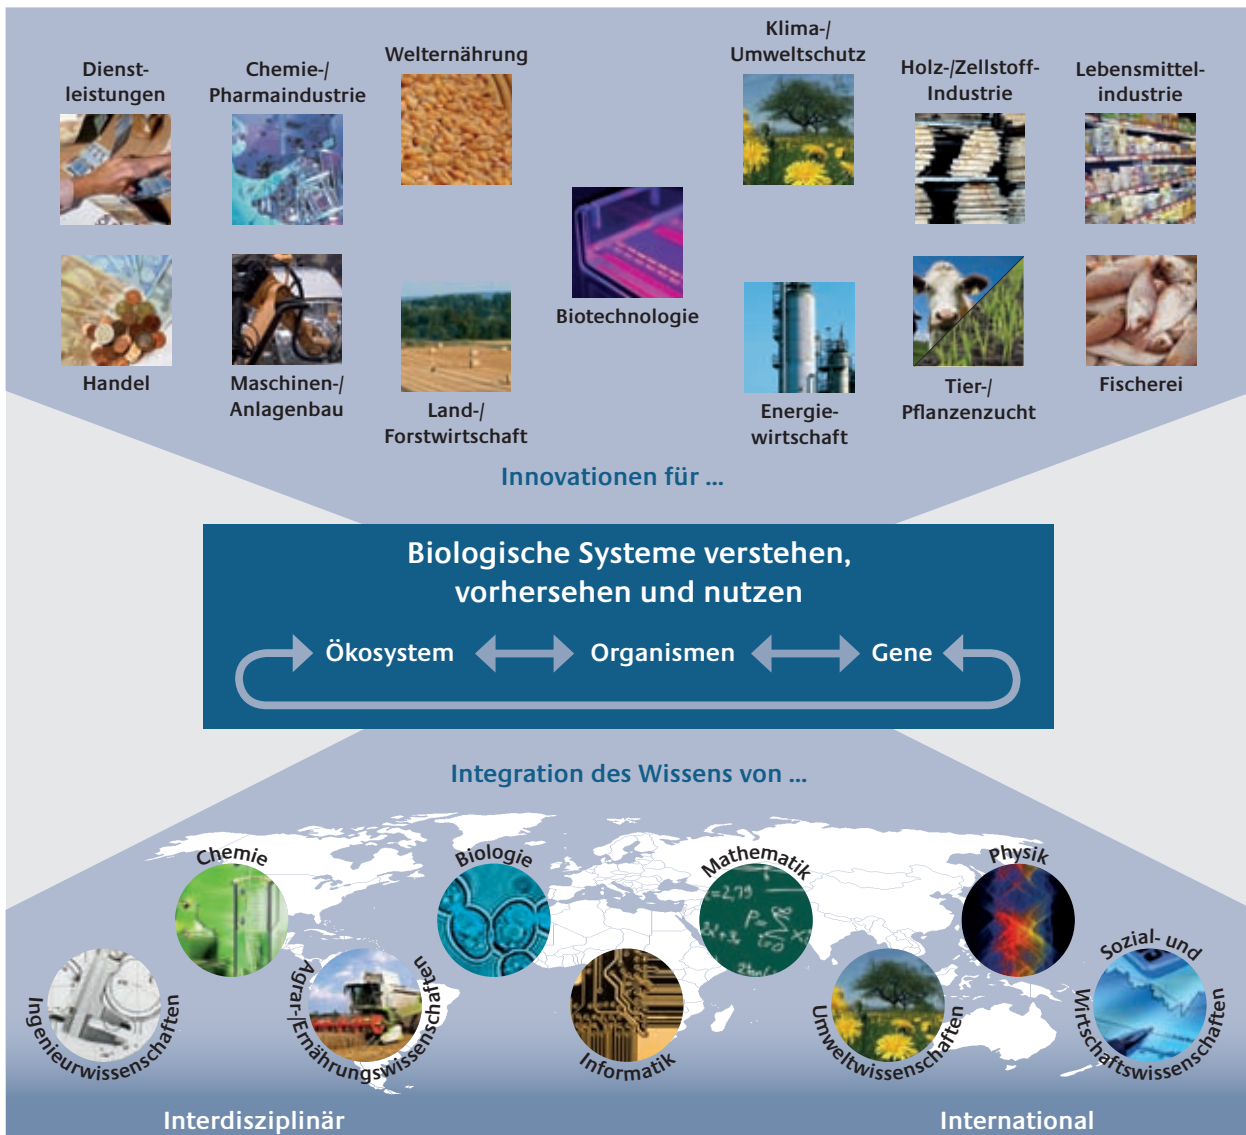 Dienst-
leistungen
Chemie-/
Pharmaindustrie
Welternährung
Klima-/
Umweltschutz
Holz-/Zellstoff-
Industrie
Lebensmittel-
industrie
Handel
Maschinen-/
Anlagenbau
Land-/
Forstwirtschaft
Biotechnologie
Energie-
wirtschaft
Tier-/
Pflanzenzucht
Fischerei
Innovationen für ...
Biologische Systeme verstehen,
vorhersehen und nutzen
Ökosystem
Organismen
Gene
Integration des Wissens von ...
Chemie
Biologie
Mathematik
Physik
Ingenieurwissenschaften
Agrar-/Ernährungswissenschaften
Informatik
Umweltwissenschaften
Sozial- und
Wirtschaftswissenschaften
Interdisziplinär
International